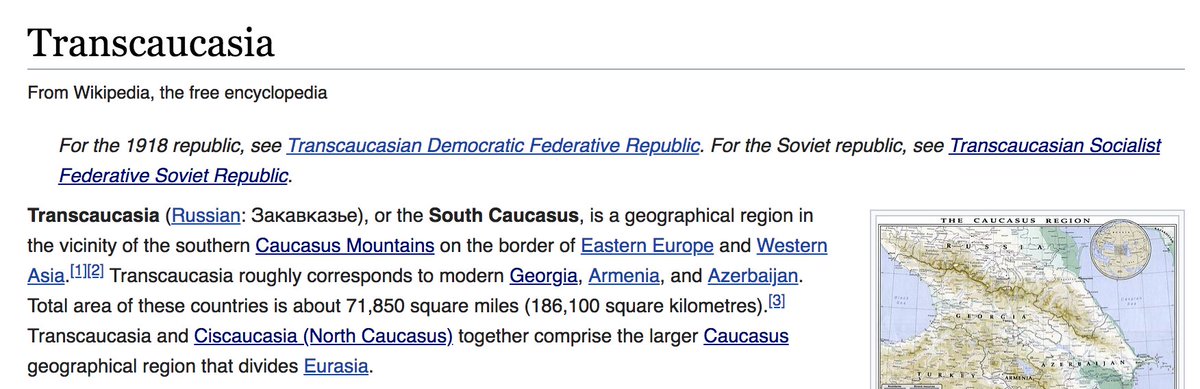 Transcaucasia
From Wikipedia, the free encyclopedia
For the 1918 republic, see Transcaucasian Democratic Federative Republic. For the Soviet republic, see Transcaucasian Socialist
Federative Soviet Republic.
Transcaucasia (Russian: Закавказье), or the South Caucasus, is a geographical region in
the vicinity of the southern Caucasus Mountains on the border of Eastern Europe and Western
Asia.[1][2] Transcaucasia roughly corresponds to modern Georgia, Armenia, and Azerbaijan.
Total area of these countries is about 71,850 square miles (186,100 square kilometres).[3]
Transcaucasia and Ciscaucasia (North Caucasus) together comprise the larger Caucasus
geographical region that divides Eurasia.
THE CAUCASUS REGION
RUSSIA
GEORGIA
TURKEY
ARMENIA
AZERBAIJAN